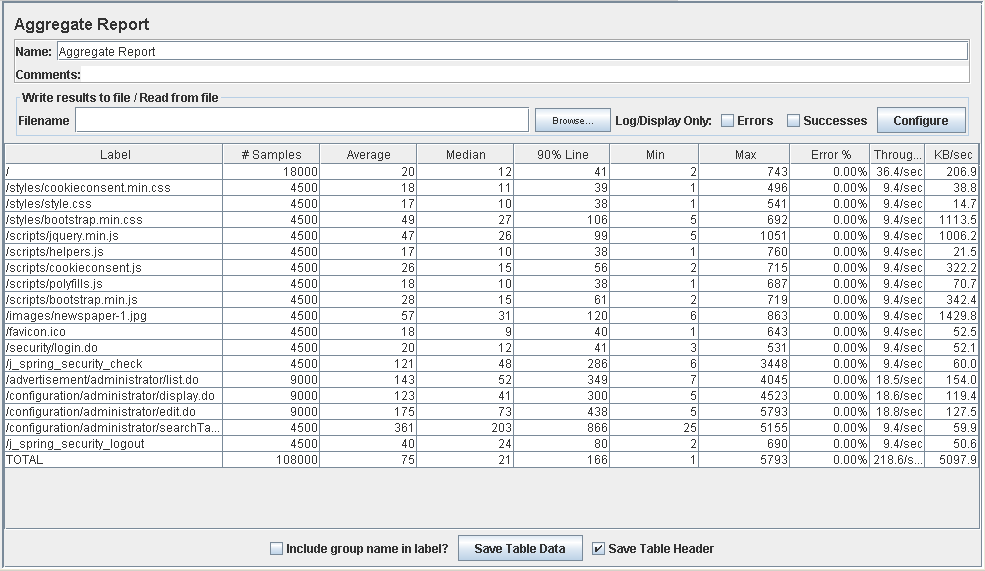 Aggregate Report
Name: Aggregate Report
Comments:
Write results to file / Read from file
Filename Browse... Log/Display Only: Errors Successes Configure
Label # Samples Average Median 90% Line Min Max Error % Throug... KB/sec
/ 18000 20 12 41 2 743 0.00% 36.4/sec 206.9
/styles/cookieconsent.min.css 4500 18 11 39 1 496 0.00% 9.4/sec 38.8
/styles/style.css 4500 17 10 38 1 541 0.00% 9.4/sec 14.7
/styles/bootstrap.min.css 4500 49 27 106 5 692 0.00% 9.4/sec 1113.5
/scripts/jquery.min.js 4500 47 26 99 5 1051 0.00% 9.4/sec 1006.2
/scripts/helpers.js 4500 17 10 38 1 760 0.00% 9.4/sec 21.5
/scripts/cookieconsent.js 4500 26 15 56 2 715 0.00% 9.4/sec 322.2
/scripts/polyfills.js 4500 18 10 38 1 687 0.00% 9.4/sec 70.7
/scripts/bootstrap.min.js 4500 28 15 61 2 719 0.00% 9.4/sec 342.4
/images/newspaper-1.jpg 4500 57 31 120 6 863 0.00% 9.4/sec 1429.8
/favicon.ico 4500 18 9 40 1 643 0.00% 9.4/sec 52.5
/security/login.do 4500 20 12 41 3 531 0.00% 9.4/sec 52.1
/j_spring_security_check 4500 121 48 286 6 3448 0.00% 9.4/sec 60.0
/advertisement/administrator/list.do 9000 143 52 349 7 4045 0.00% 18.5/sec 154.0
/configuration/administrator/display.do 9000 123 41 300 5 4523 0.00% 18.6/sec 119.4
/configuration/administrator/edit.do 9000 175 73 438 5 5793 0.00% 18.8/sec 127.5
/configuration/administrator/searchTa... 4500 361 203 866 25 5155 0.00% 9.4/sec 59.9
/j_spring_security_logout 4500 40 24 80 2 690 0.00% 9.4/sec 50.6
TOTAL 108000 75 21 166 1 5793 0.00% 218.6/s... 5097.9
Include group name in label? Save Table Data Save Table Header